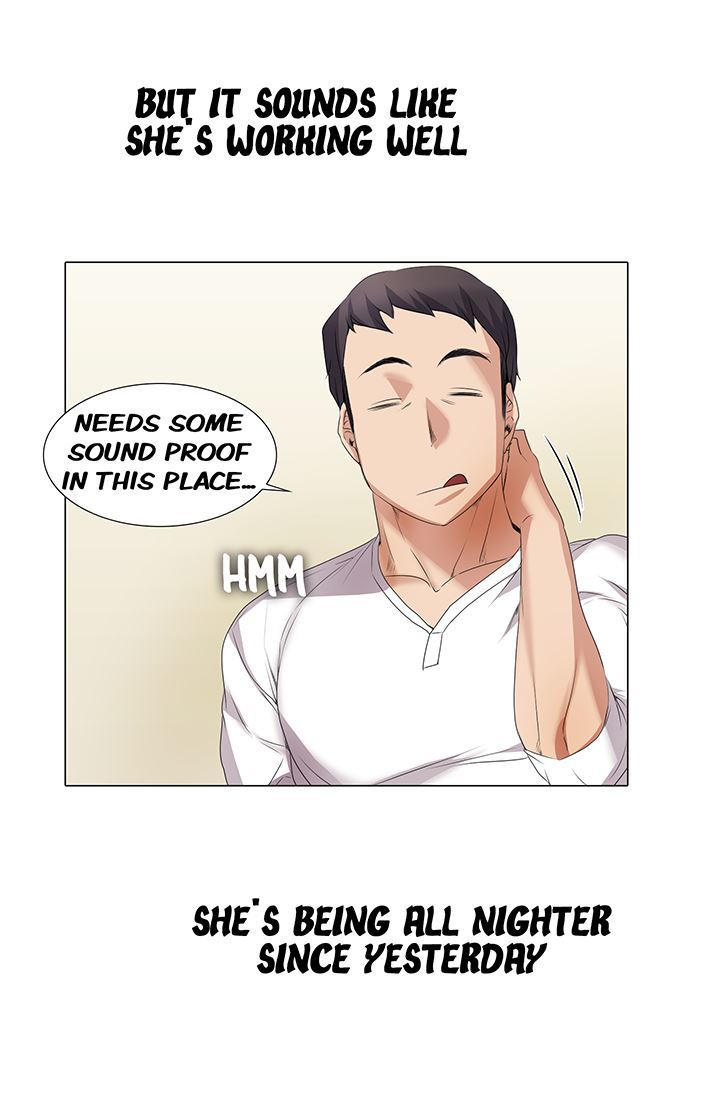 BUT IT SOUNDS LIKE
SHE'S WORKING WELL
NEEDS SOME
SOUND PROOF
IN THIS PLACE...
HMM
SHE'S BEING ALL NIGHTER
SINCE YESTERDAY